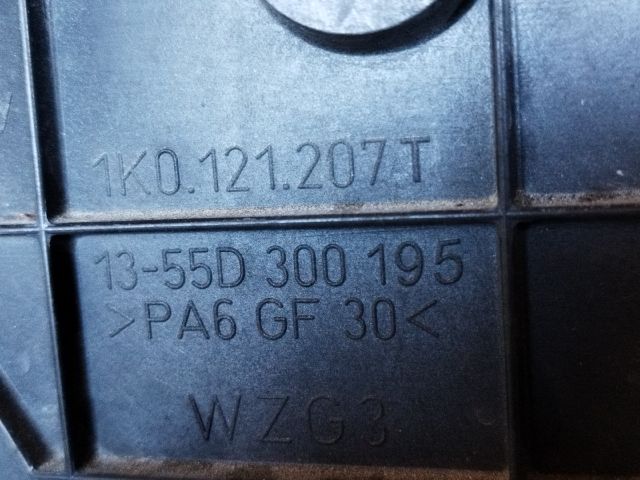 1K0.121.207.T
13-55D 300 195
>PA6 GF 30<
WZG3